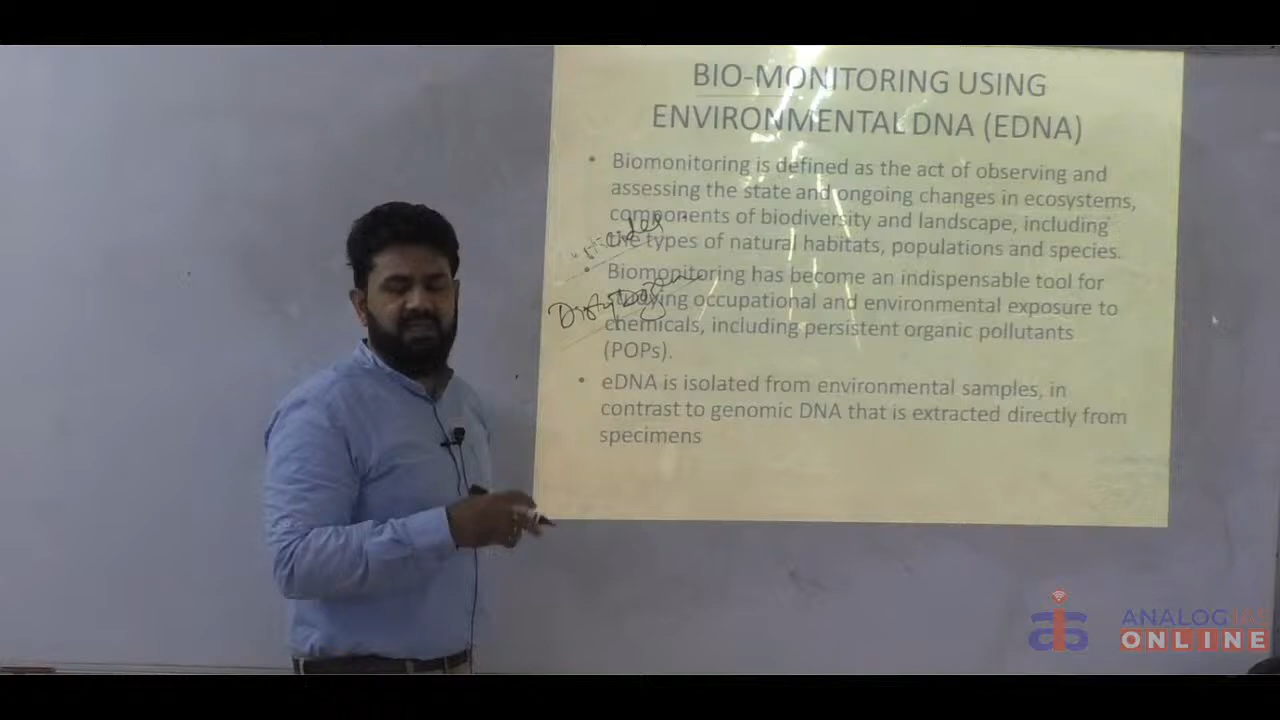 BIO-MONITORING USING
ENVIRONMENTAL DNA (EDNA)
• Biomonitoring is defined as the act of observing and
assessing the state and ongoing changes in ecosystems,
components of biodiversity and landscape, including
the types of natural habitats, populations and species.
• Biomonitoring has become an indispensable tool for
occupational and environmental exposure to
chemicals, including persistent organic pollutants
(POPs).
• eDNA is isolated from environmental samples, in
contrast to genomic DNA that is extracted directly from
specimens
ANALOG IAS
ONLINE